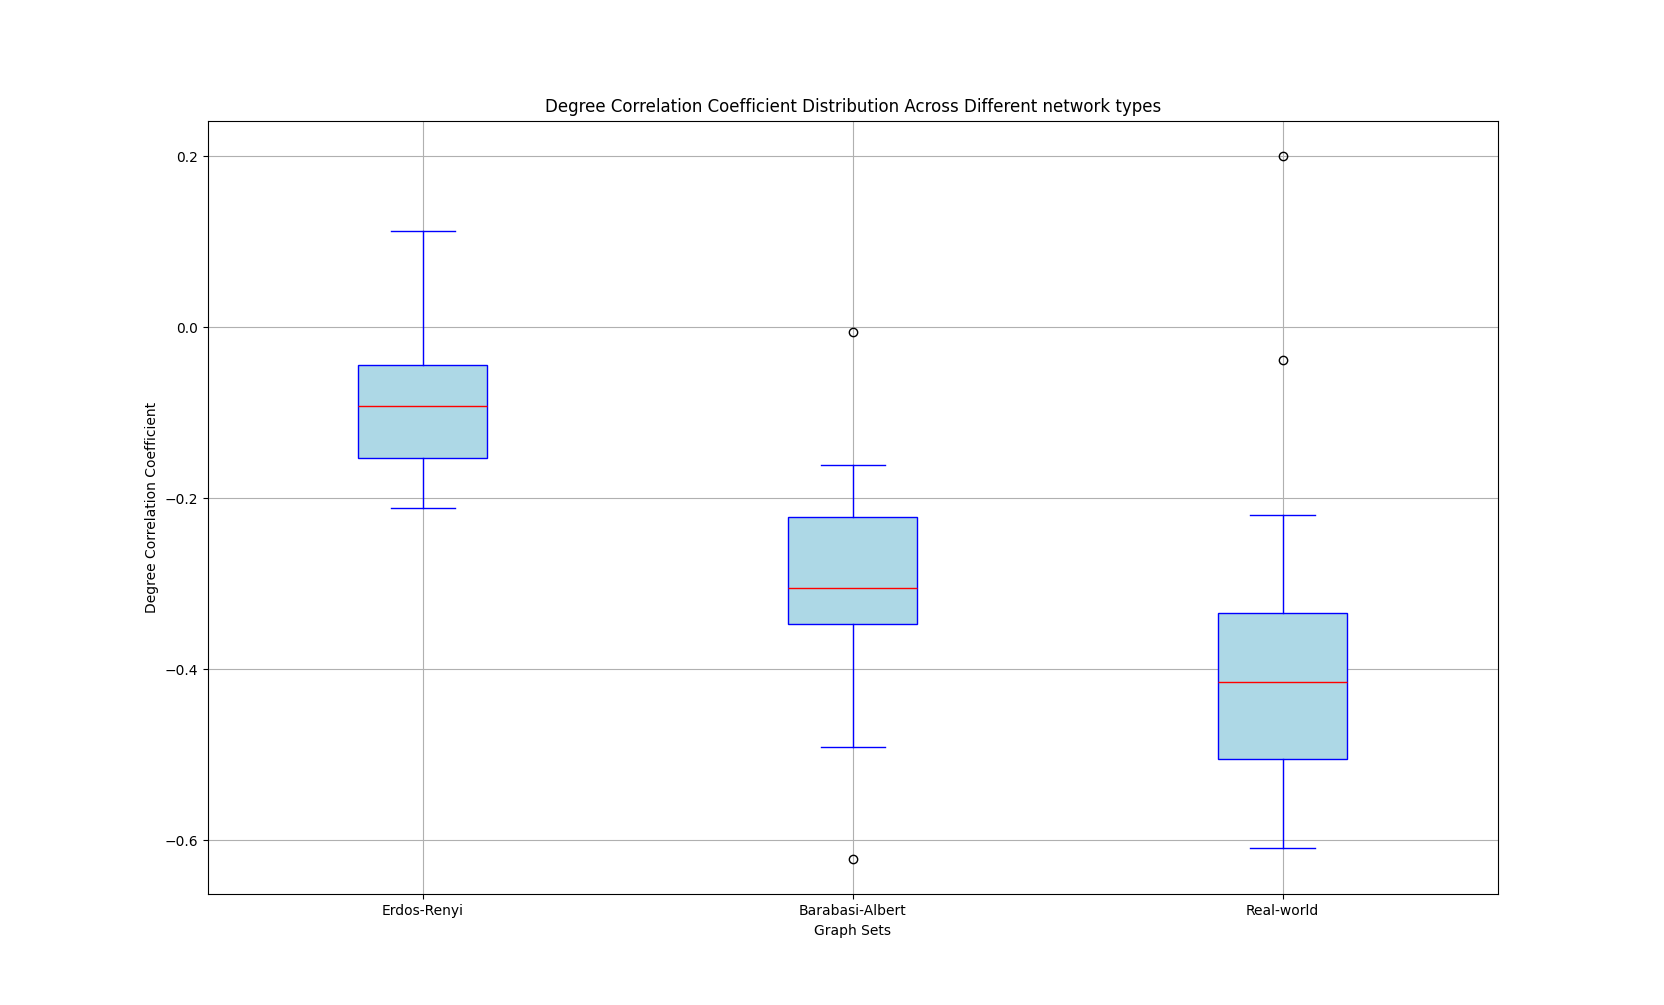 Degree Correlation Coefficient Distribution Across Different network types
0.2
0.0
−0.2
−0.4
−0.6
Degree Correlation Coefficient
Erdos-Renyi
Barabasi-Albert
Real-world
Graph Sets